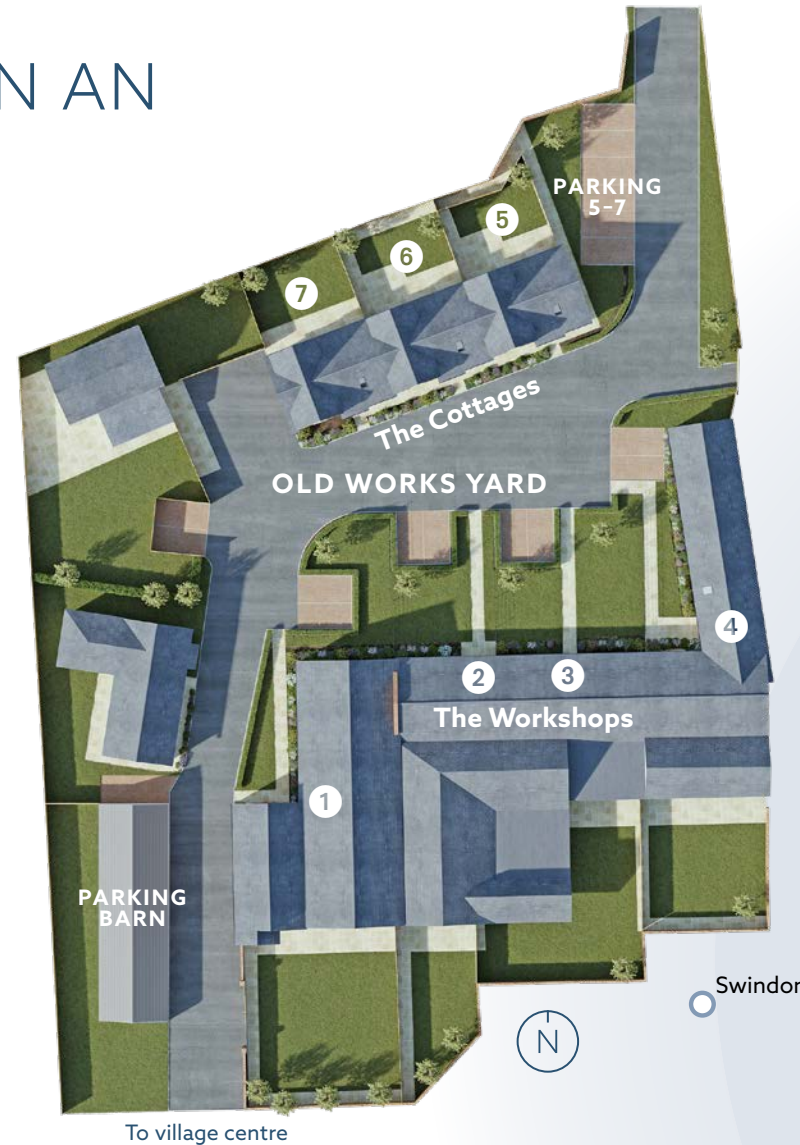 N AN
PARKING
5–7
5
6
7
The Cottages
OLD WORKS YARD
4
2
3
The Workshops
1
PARKING
BARN
Swindon
N
To village centre